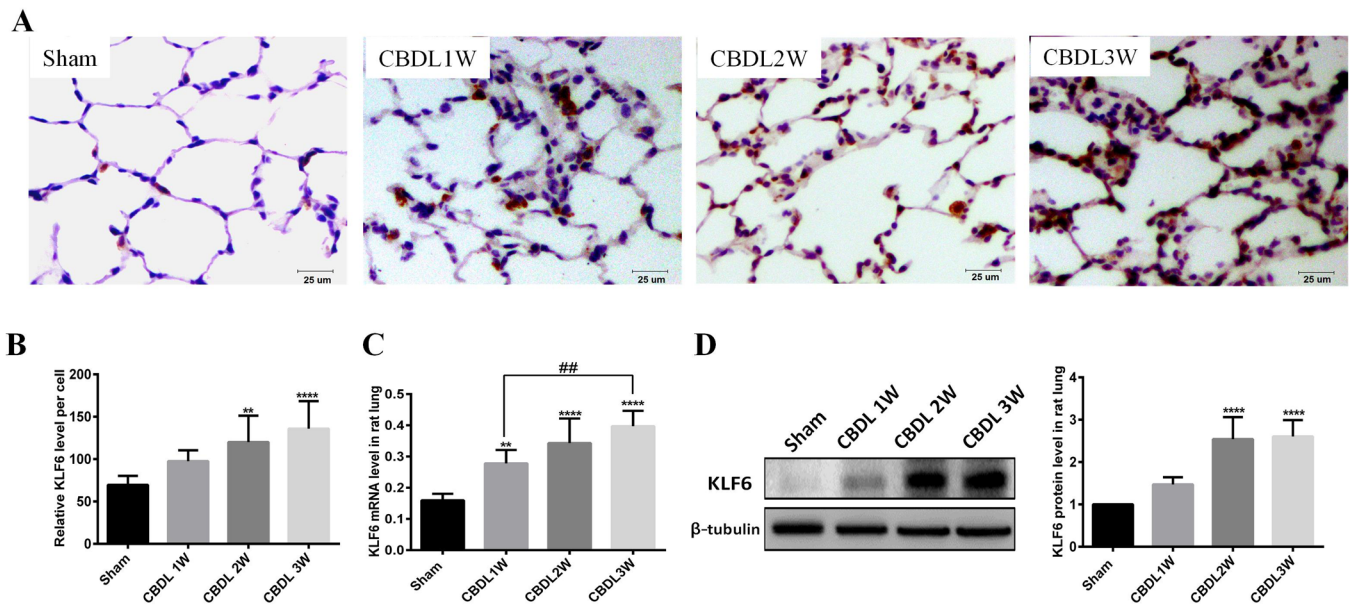 A
Sham
CBDL1W
CBDL2W
CBDL3W
25 um
25 um
25 um
25 um
B
Relative KLF6 level per cell
200
150
100
50
0
**
****
Sham
CBDL 1W
CBDL 2W
CBDL 3W
C
KLF6 mRNA level in rat lung
0.5
0.4
0.3
0.2
0.1
0.0
##
**
****
****
Sham
CBDL1W
CBDL2W
CBDL3W
D
Sham
CBDL 1W
CBDL 2W
CBDL 3W
KLF6
β-tubulin
KLF6 protein level in rat lung
4
3
2
1
0
****
****
Sham
CBDL1W
CBDL2W
CBDL3W